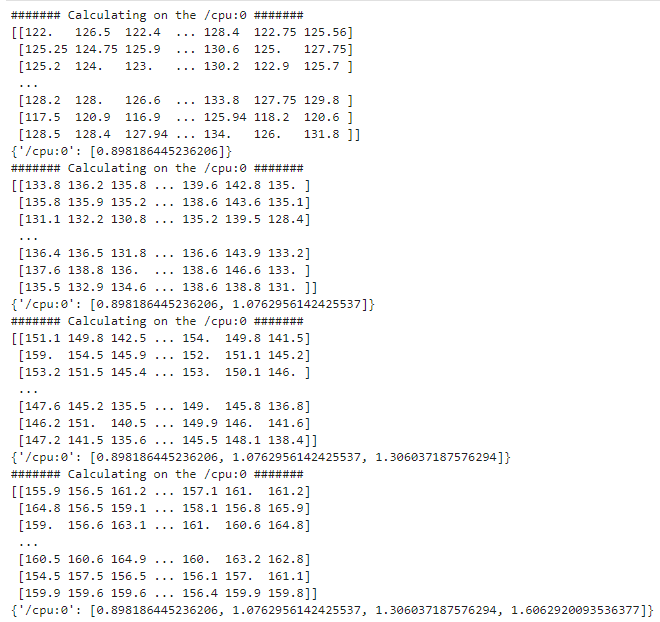 ####### Calculating on the /cpu:0 #######
[[122.   126.5  122.4  ... 128.4  122.75 125.56]
 [125.25 124.75 125.9  ... 130.6  125.   127.75]
 [125.2  124.   123.   ... 130.2  122.9  125.7 ]
 ...
 [128.2  128.   126.6  ... 133.8  127.75 129.8 ]
 [117.5  120.9  116.9  ... 125.94 118.2  120.6 ]
 [128.5  128.4  127.94 ... 134.   126.   131.8 ]]
{'/cpu:0': [0.898186445236206]}
####### Calculating on the /cpu:0 #######
[[133.8 136.2 135.8 ... 139.6 142.8 135. ]
 [135.8 135.9 135.2 ... 138.6 143.6 135.1]
 [131.1 132.2 130.8 ... 135.2 139.5 128.4]
 ...
 [136.4 136.5 131.8 ... 136.6 143.9 133.2]
 [137.6 138.8 136.  ... 138.6 146.6 133. ]
 [135.5 132.9 134.6 ... 138.6 138.8 131. ]]
{'/cpu:0': [0.898186445236206, 1.0762956142425537]}
####### Calculating on the /cpu:0 #######
[[151.1 149.8 142.5 ... 154.  149.8 141.5]
 [159.  154.5 145.9 ... 152.  151.1 145.2]
 [153.2 151.5 145.4 ... 153.  150.1 146. ]
 ...
 [147.6 145.2 135.5 ... 149.  145.8 136.8]
 [146.2 151.  140.5 ... 149.9 146.  141.6]
 [147.2 141.5 135.6 ... 145.5 148.1 138.4]]
{'/cpu:0': [0.898186445236206, 1.0762956142425537, 1.306037187576294]}
####### Calculating on the /cpu:0 #######
[[155.9 156.5 161.2 ... 157.1 161.  161.2]
 [164.8 156.5 159.1 ... 158.1 156.8 165.9]
 [159.  156.6 163.1 ... 161.  160.6 164.8]
 ...
 [160.5 160.6 164.9 ... 160.  163.2 162.8]
 [154.5 157.5 156.5 ... 156.1 157.  161.1]
 [159.9 159.6 159.6 ... 156.4 159.9 159.8]]
{'/cpu:0': [0.898186445236206, 1.0762956142425537, 1.306037187576294, 1.6062920093536377]}